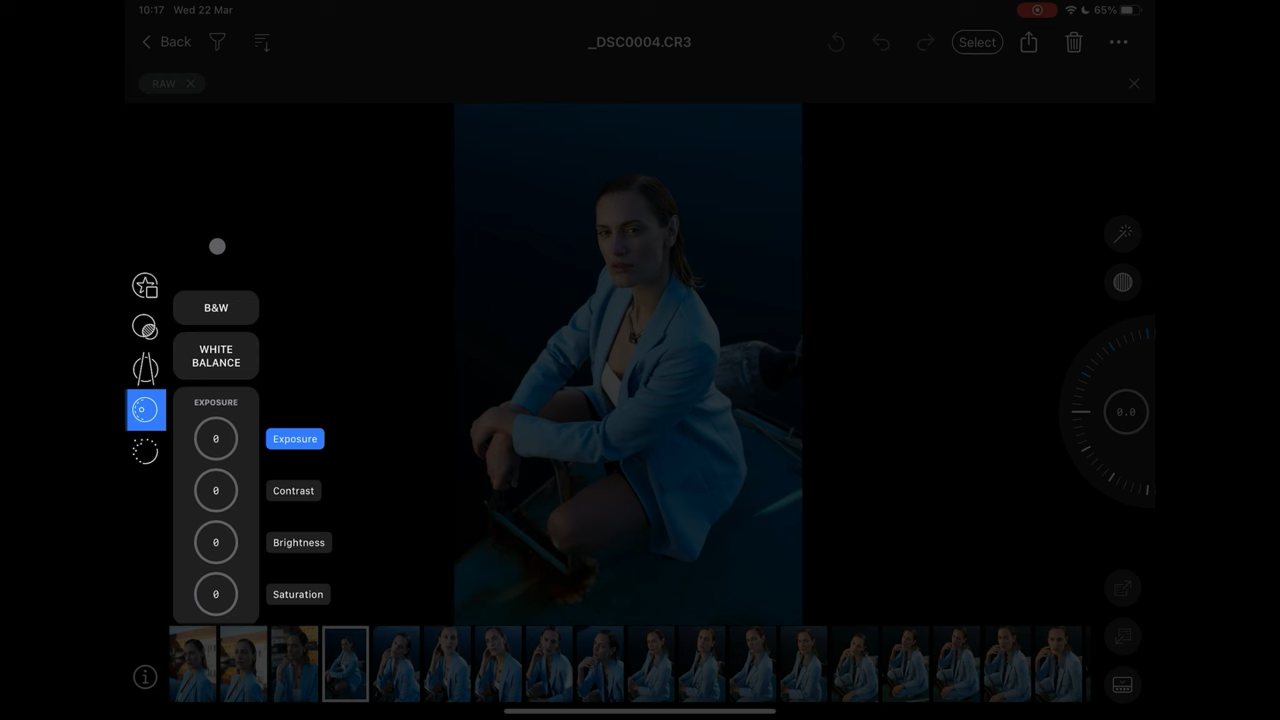 10:17 Wed 22 Mar 65%
Back _DSC0004.CR3 Select
RAW
B&W
WHITE
BALANCE
EXPOSURE
0 Exposure
0.0
0 Contrast
0 Brightness
0 Saturation